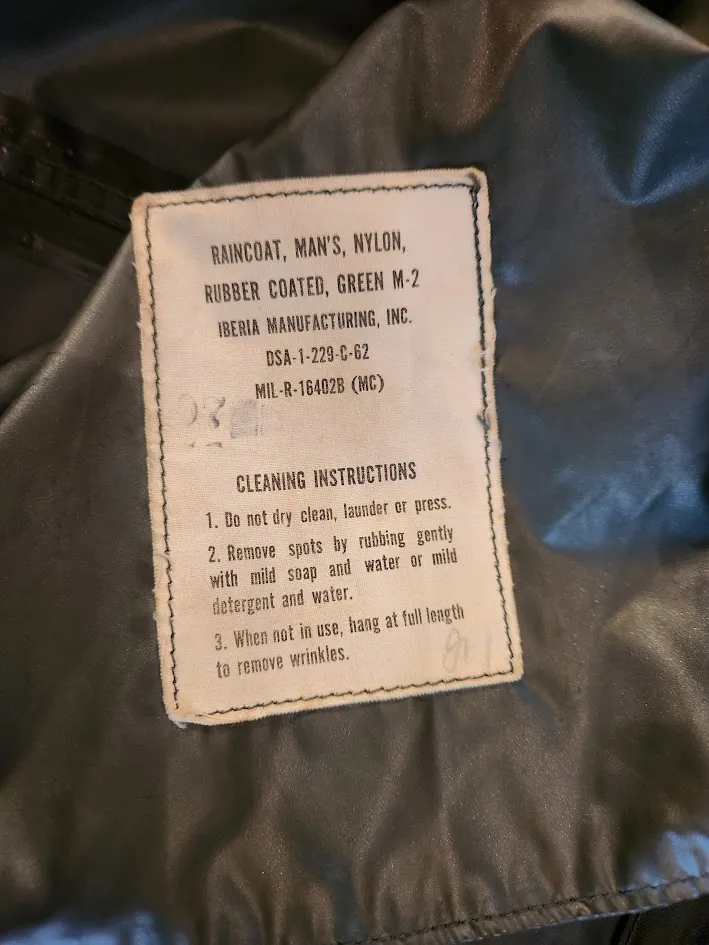 RAINCOAT, MAN'S, NYLON,
RUBBER COATED, GREEN M-2
IBERIA MANUFACTURING, INC.
DSA-1-229-C-62
MIL-R-16402B (MC)
CLEANING INSTRUCTIONS
1. Do not dry clean, launder or press.
2. Remove spots by rubbing gently
with mild soap and water or mild
detergent and water.
3. When not in use, hang at full length
to remove wrinkles.